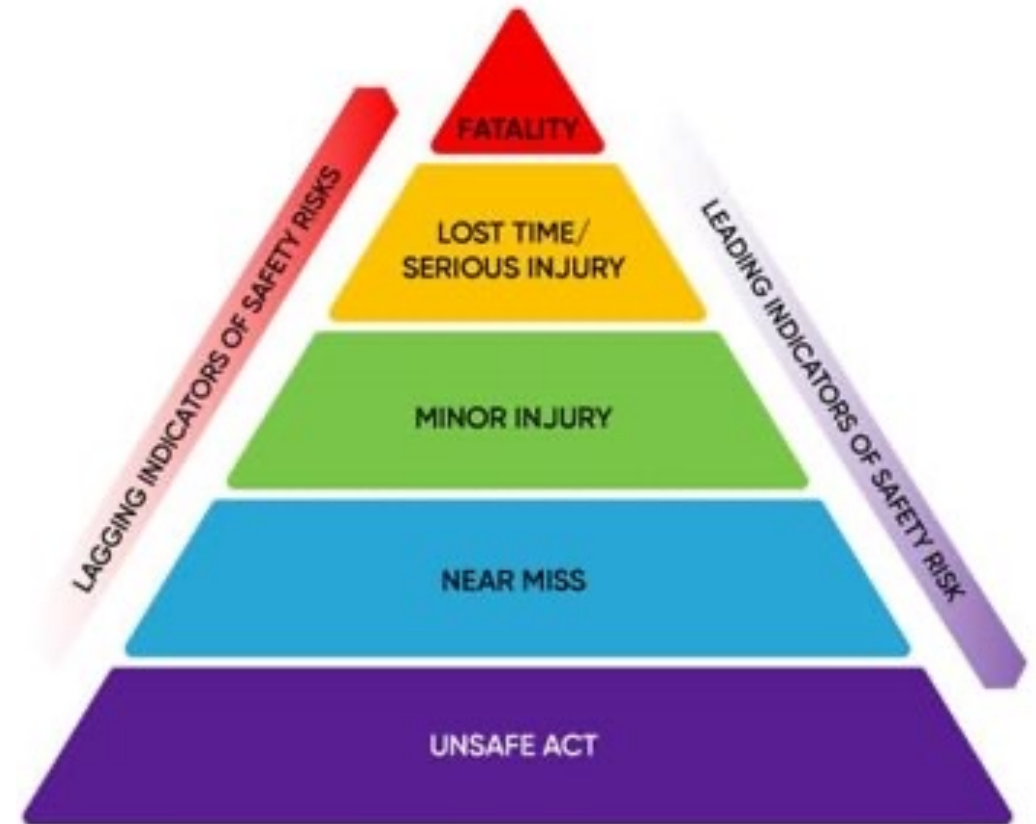 FATALITY
LAGGING INDICATORS OF SAFETY RISKS
LOST TIME/
SERIOUS INJURY
LEADING INDICATORS OF SAFETY RISK
MINOR INJURY
NEAR MISS
UNSAFE ACT